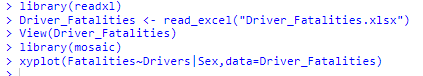 > library(readxl)
> Driver_Fatalities <- read_excel("Driver_Fatalities.xlsx")
> View(Driver_Fatalities)
> library(mosaic)
> xyplot(Fatalities~Drivers|Sex,data=Driver_Fatalities)
>